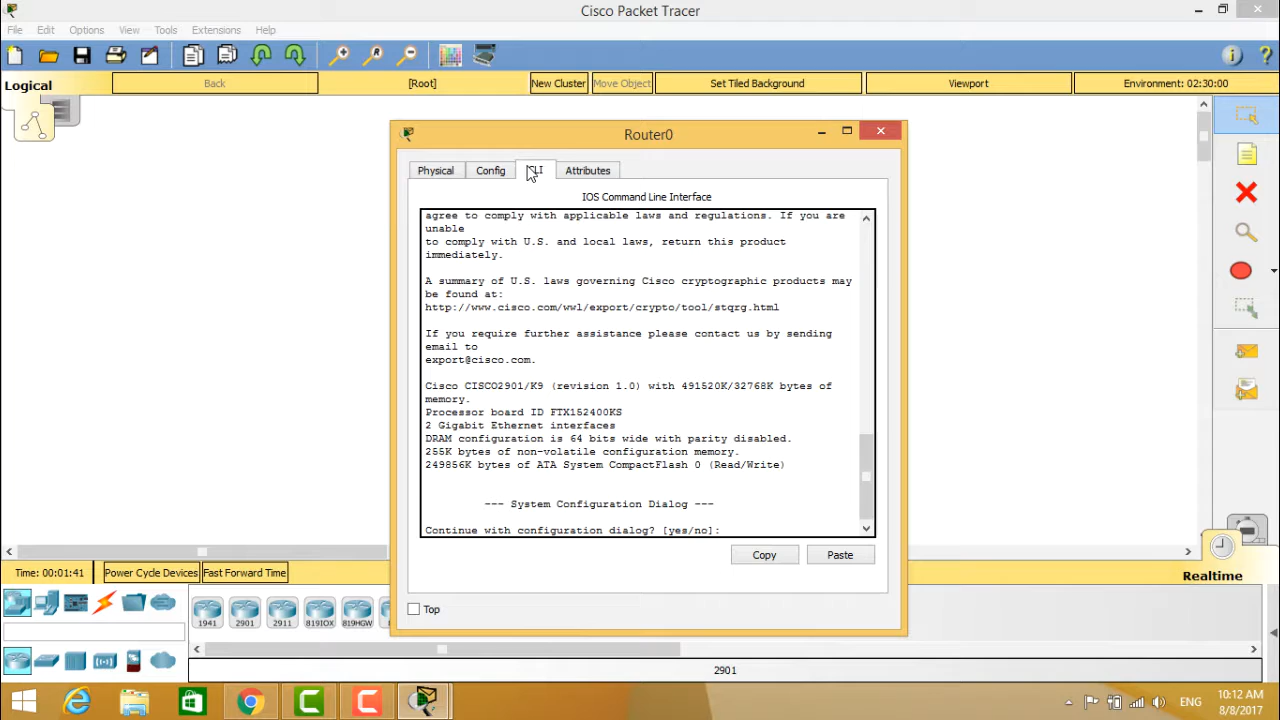 Cisco Packet Tracer
File Edit Options View Tools Extensions Help
Logical
Back
[Root]
New Cluster
Move Object
Set Tiled Background
Viewport
Environment: 02:30:00
Router0
Physical
Config
Attributes
IOS Command Line Interface
agree to comply with applicable laws and regulations. If you are
unable
to comply with U.S. and local laws, return this product
immediately.
A summary of U.S. laws governing Cisco cryptographic products may
be found at:
http://www.cisco.com/wwl/export/crypto/tool/stqrg.html
If you require further assistance please contact us by sending
email to
export@cisco.com.
Cisco CISCO2901/K9 (revision 1.0) with 491520K/32768K bytes of
memory.
Processor board ID FTX152400KS
2 Gigabit Ethernet interfaces
DRAM configuration is 64 bits wide with parity disabled.
255K bytes of non-volatile configuration memory.
249856K bytes of ATA System CompactFlash 0 (Read/Write)
--- System Configuration Dialog ---
Continue with configuration dialog? [yes/no]:
Copy
Paste
Top
Time: 00:01:41
Power Cycle Devices
Fast Forward Time
Realtime
1941
2901
2911
819IOX
819HGW
2901
ENG
10:12 AM
8/8/2017